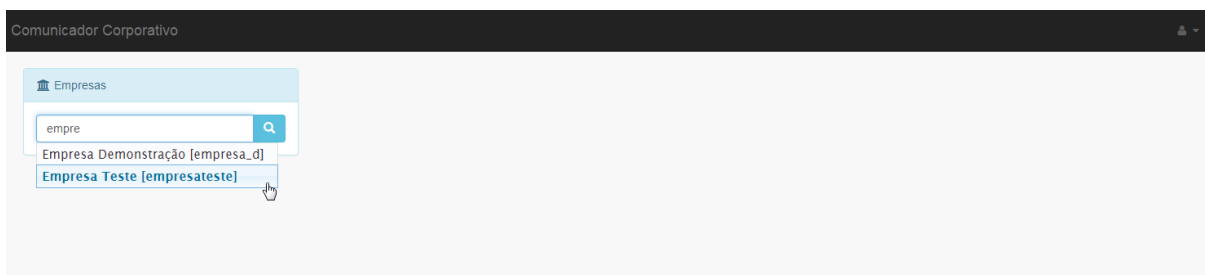 Comunicador Corporativo
Empresas
empre
Empresa Demonstração [empresa_d]
Empresa Teste [empresateste]